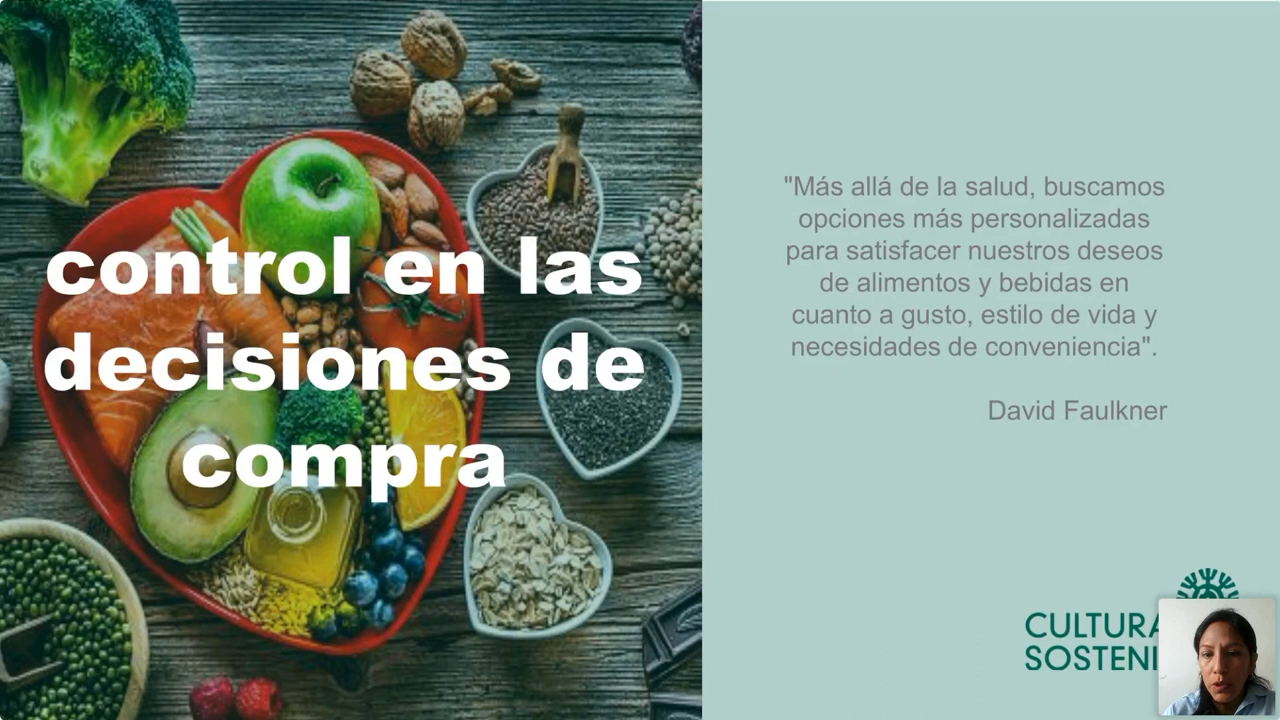 control en las
decisiones de
compra
"Más allá de la salud, buscamos
opciones más personalizadas
para satisfacer nuestros deseos
de alimentos y bebidas en
cuanto a gusto, estilo de vida y
necesidades de conveniencia".
David Faulkner
CULTURA
SOSTENI